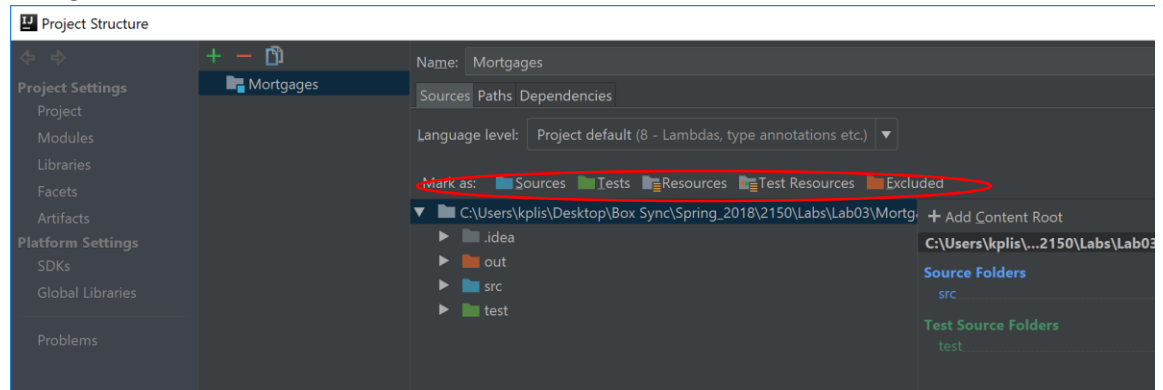 Project Structure
Project Settings
Project
Modules
Libraries
Facets
Artifacts
Platform Settings
SDKs
Global Libraries
Problems
Mortgages
Name: Mortgages
Sources Paths Dependencies
Language level: Project default (8 - Lambdas, type annotations etc.)
Mark as: Sources Tests Resources Test Resources Excluded
C:\Users\kplis\Desktop\Box Sync\Spring_2018\2150\Labs\Lab03\Mortg
.idea
out
src
test
+ Add Content Root
C:\Users\kplis\...2150\Labs\Lab03
Source Folders
src
Test Source Folders
test